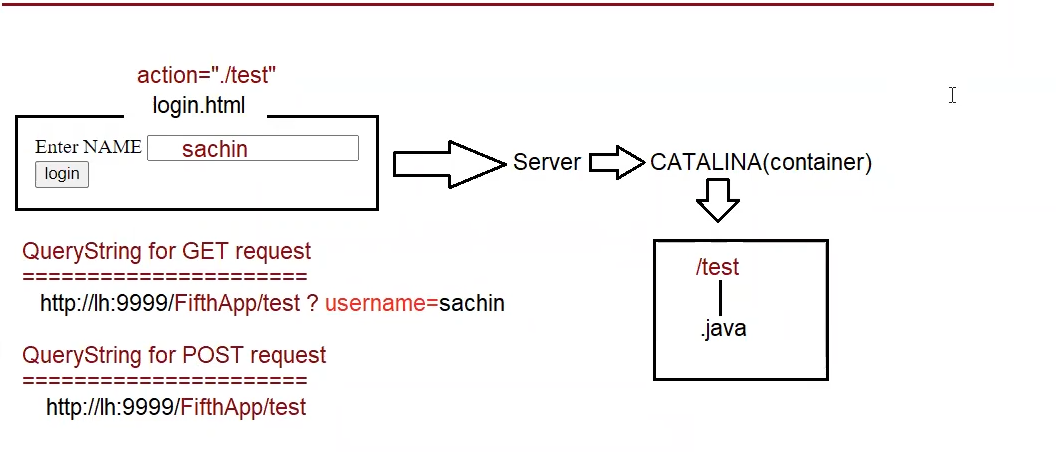 action="./test"
login.html
Enter NAME sachin
login
Server
CATALINA(container)
/test
.java
QueryString for GET request
======================
http://lh:9999/FifthApp/test ? username=sachin
QueryString for POST request
======================
http://lh:9999/FifthApp/test